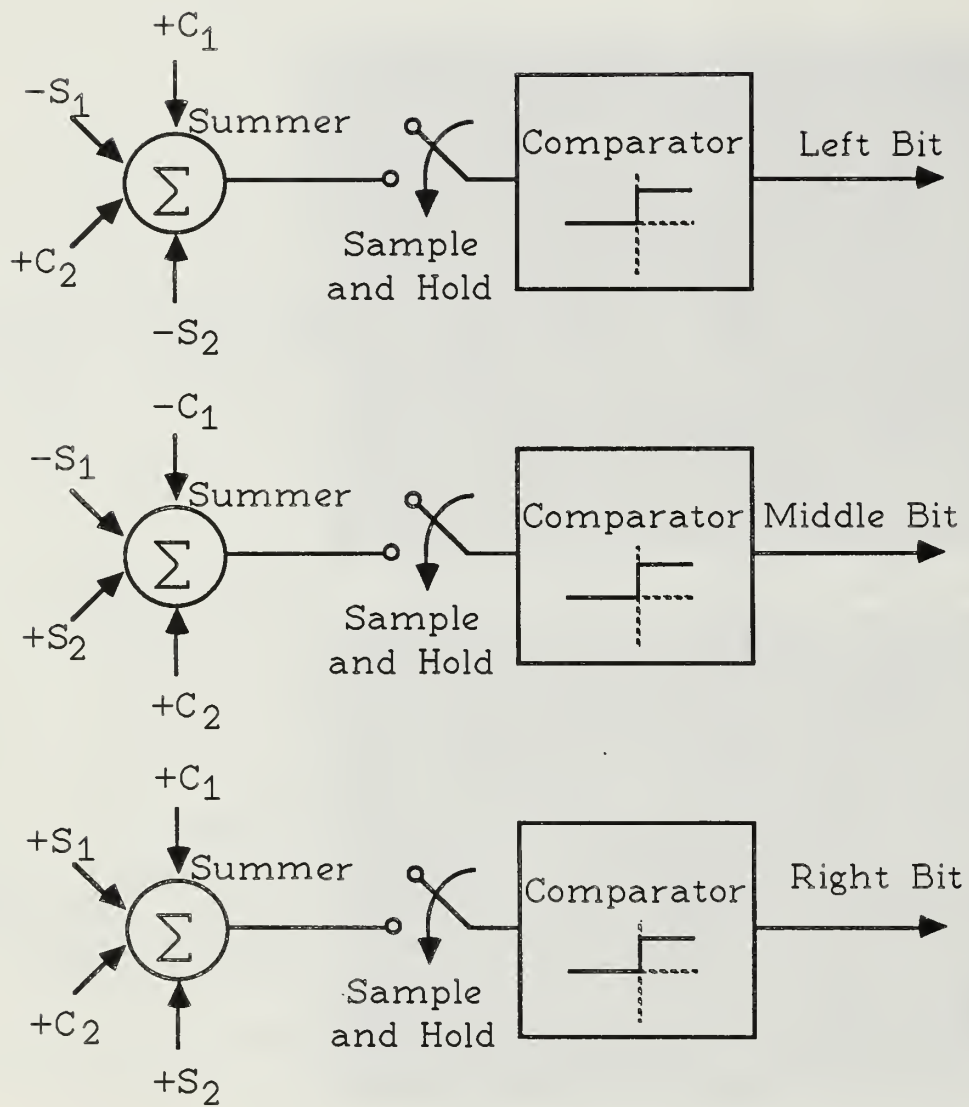 +C₁
-S₁
Summer
Σ
+C₂
-S₂
Sample
and Hold
Comparator
Left Bit
-C₁
-S₁
Summer
Σ
+S₂
+C₂
Sample
and Hold
Comparator
Middle Bit
+C₁
+S₁
Summer
Σ
+C₂
+S₂
Sample
and Hold
Comparator
Right Bit